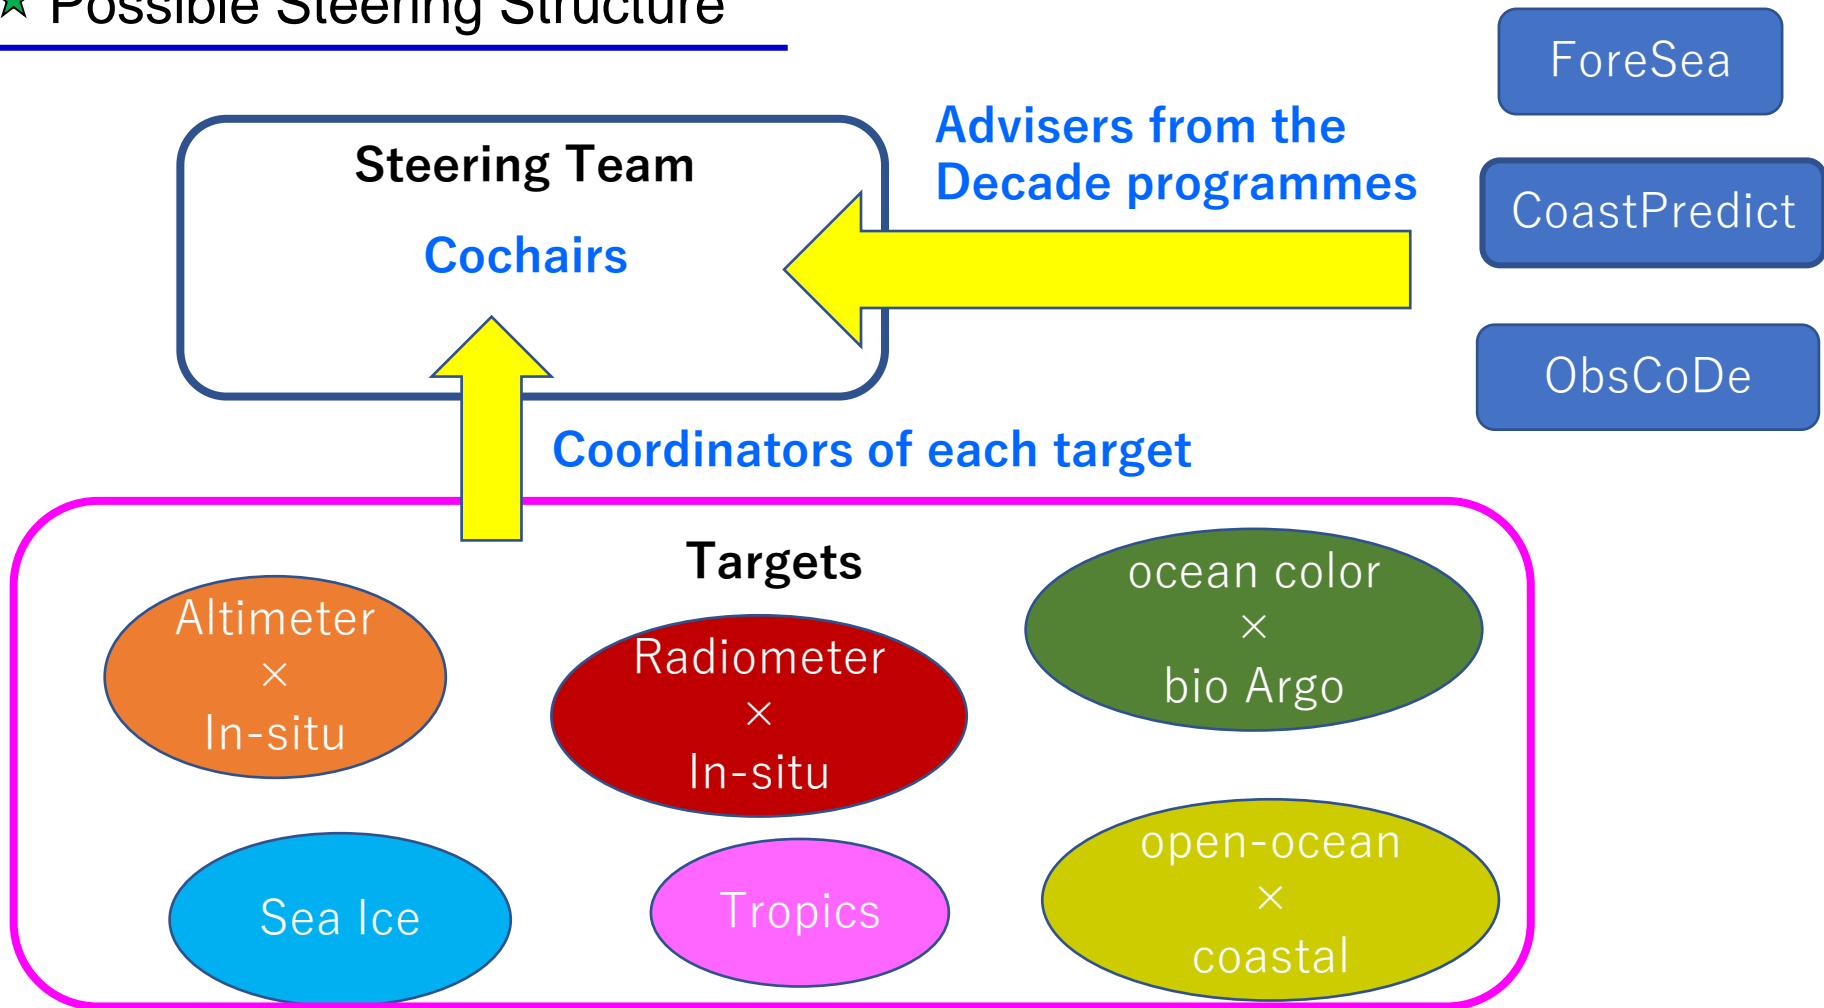 Possible Steering Structure
ForeSea
Advisers from the
Decade programmes
Steering Team
Cochairs
CoastPredict
ObsCoDe
Coordinators of each target
Targets
Altimeter
×
In-situ
Radiometer
×
In-situ
ocean color
×
bio Argo
Sea Ice
Tropics
open-ocean
×
coastal